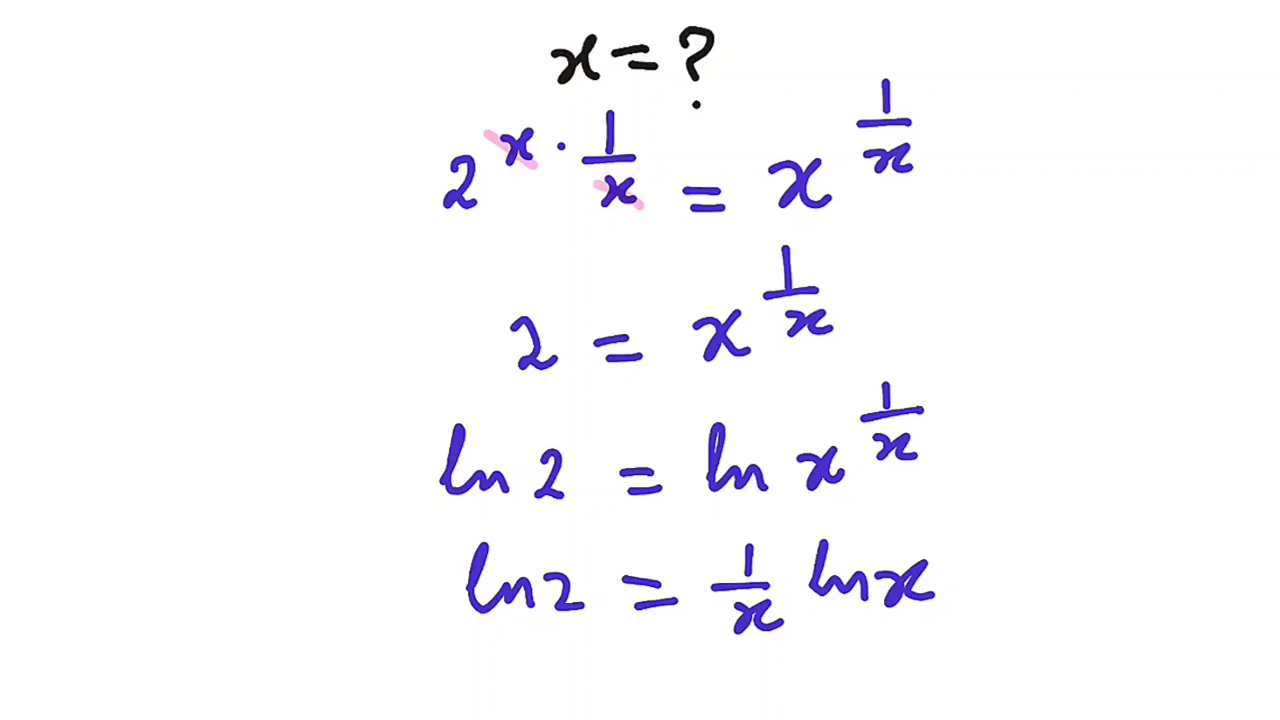 x = ?
2^{x · 1/x} = x^{1/x}
2 = x^{1/x}
ln 2 = ln x^{1/x}
ln 2 = 1/x ln x